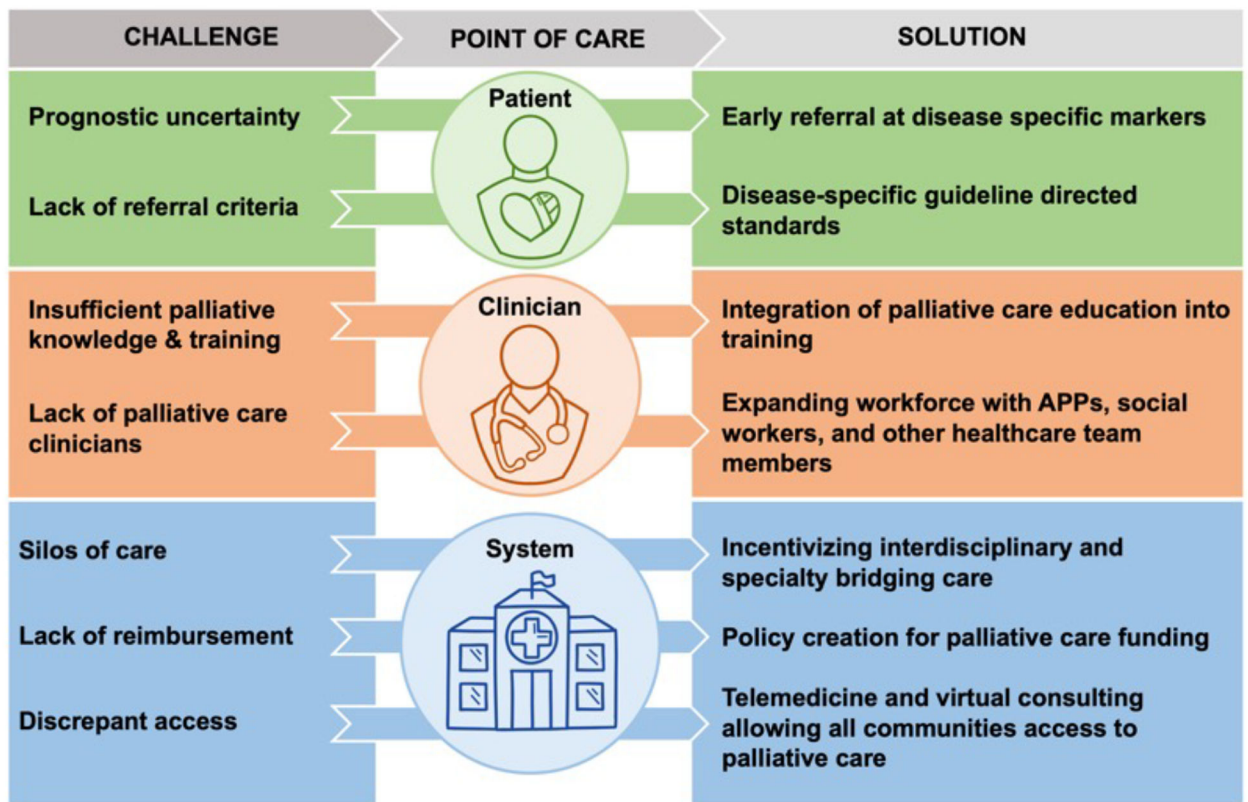 CHALLENGE
POINT OF CARE
SOLUTION
Patient
Prognostic uncertainty
Early referral at disease specific markers
Lack of referral criteria
Disease-specific guideline directed
standards
Clinician
Insufficient palliative
knowledge & training
Integration of palliative care education into
training
Lack of palliative care
clinicians
Expanding workforce with APPs, social
workers, and other healthcare team
members
System
Silos of care
Incentivizing interdisciplinary and
specialty bridging care
Lack of reimbursement
Policy creation for palliative care funding
Discrepant access
Telemedicine and virtual consulting
allowing all communities access to
palliative care